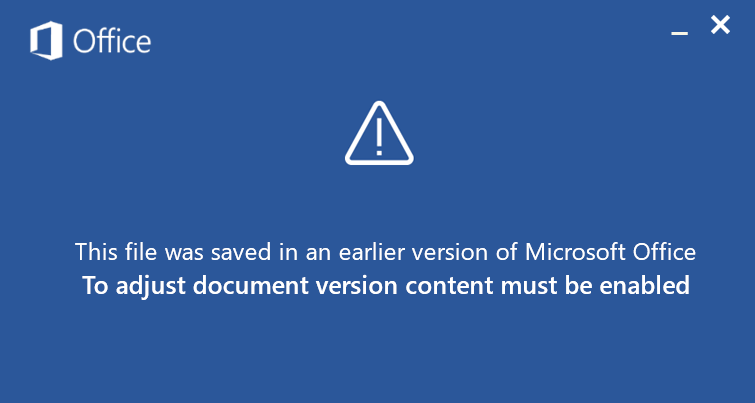 Office
This file was saved in an earlier version of Microsoft Office
To adjust document version content must be enabled